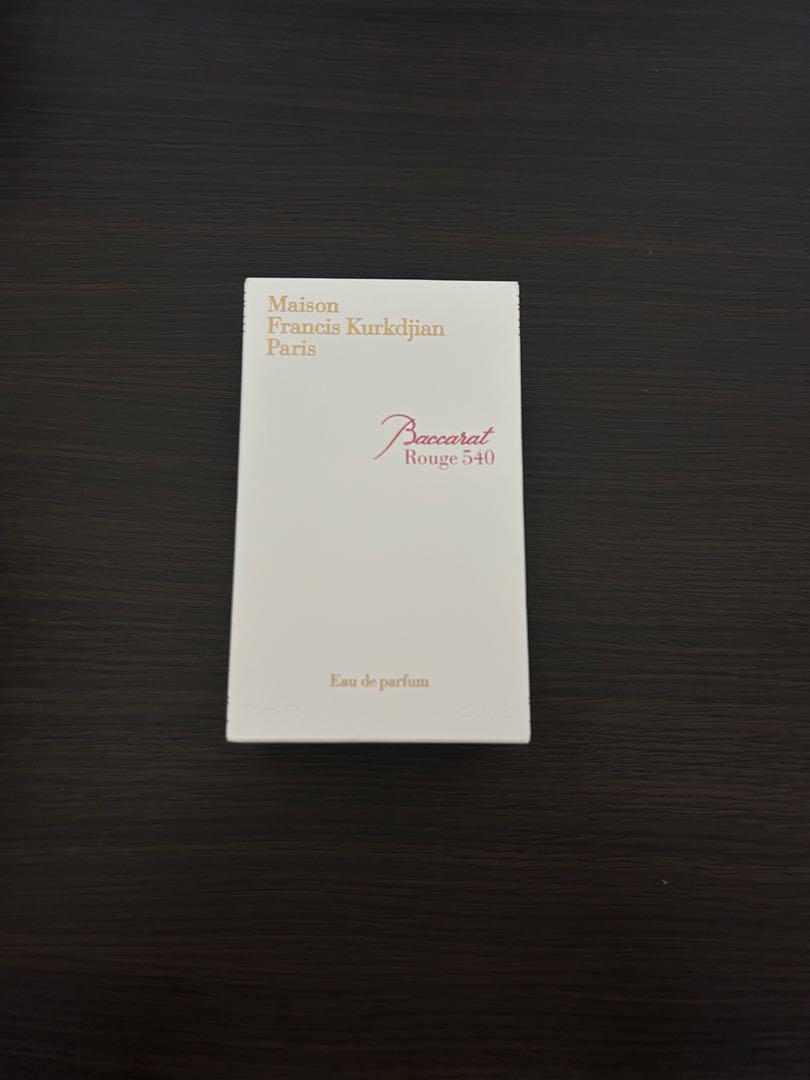 Maison
Francis Kurkdjian
Paris
Baccarat
Rouge 540
Eau de parfum